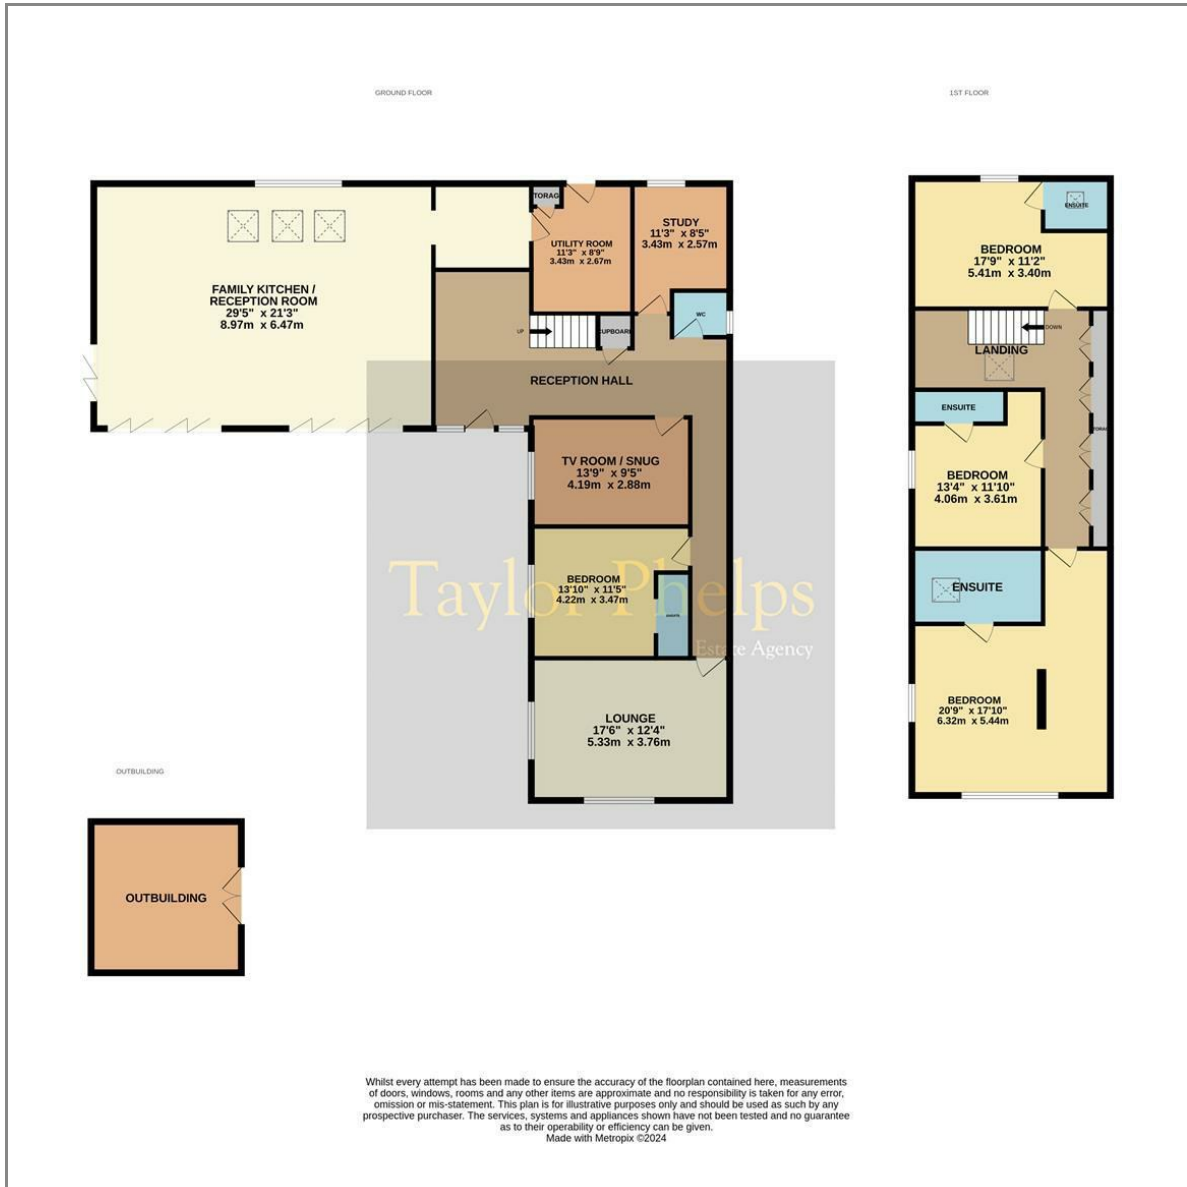 GROUND FLOOR
1ST FLOOR
FAMILY KITCHEN /
RECEPTION ROOM
29'5" x 21'3"
8.97m x 6.47m
TORAG
UTILITY ROOM
11'3" x 8'9"
3.43m x 2.67m
STUDY
11'3" x 8'5"
3.43m x 2.57m
WC
UP
CUPBOARD
RECEPTION HALL
TV ROOM / SNUG
13'9" x 9'5"
4.19m x 2.88m
BEDROOM
13'10" x 11'5"
4.22m x 3.47m
ENSUITE
Taylor Phelps
Estate Agency
LOUNGE
17'6" x 12'4"
5.33m x 3.76m
ENSUITE
BEDROOM
17'9" x 11'2"
5.41m x 3.40m
DOWN
LANDING
ENSUITE
BEDROOM
13'4" x 11'10"
4.06m x 3.61m
ENSUITE
BEDROOM
20'9" x 17'10"
6.32m x 5.44m
OUTBUILDING
OUTBUILDING
Whilst every attempt has been made to ensure the accuracy of the floorplan contained here, measurements
of doors, windows, rooms and any other items are approximate and no responsibility is taken for any error,
omission or mis-statement. This plan is for illustrative purposes only and should be used as such by any
prospective purchaser. The services, systems and appliances shown have not been tested and no guarantee
as to their operability or efficiency can be given.
Made with Metropix ©2024